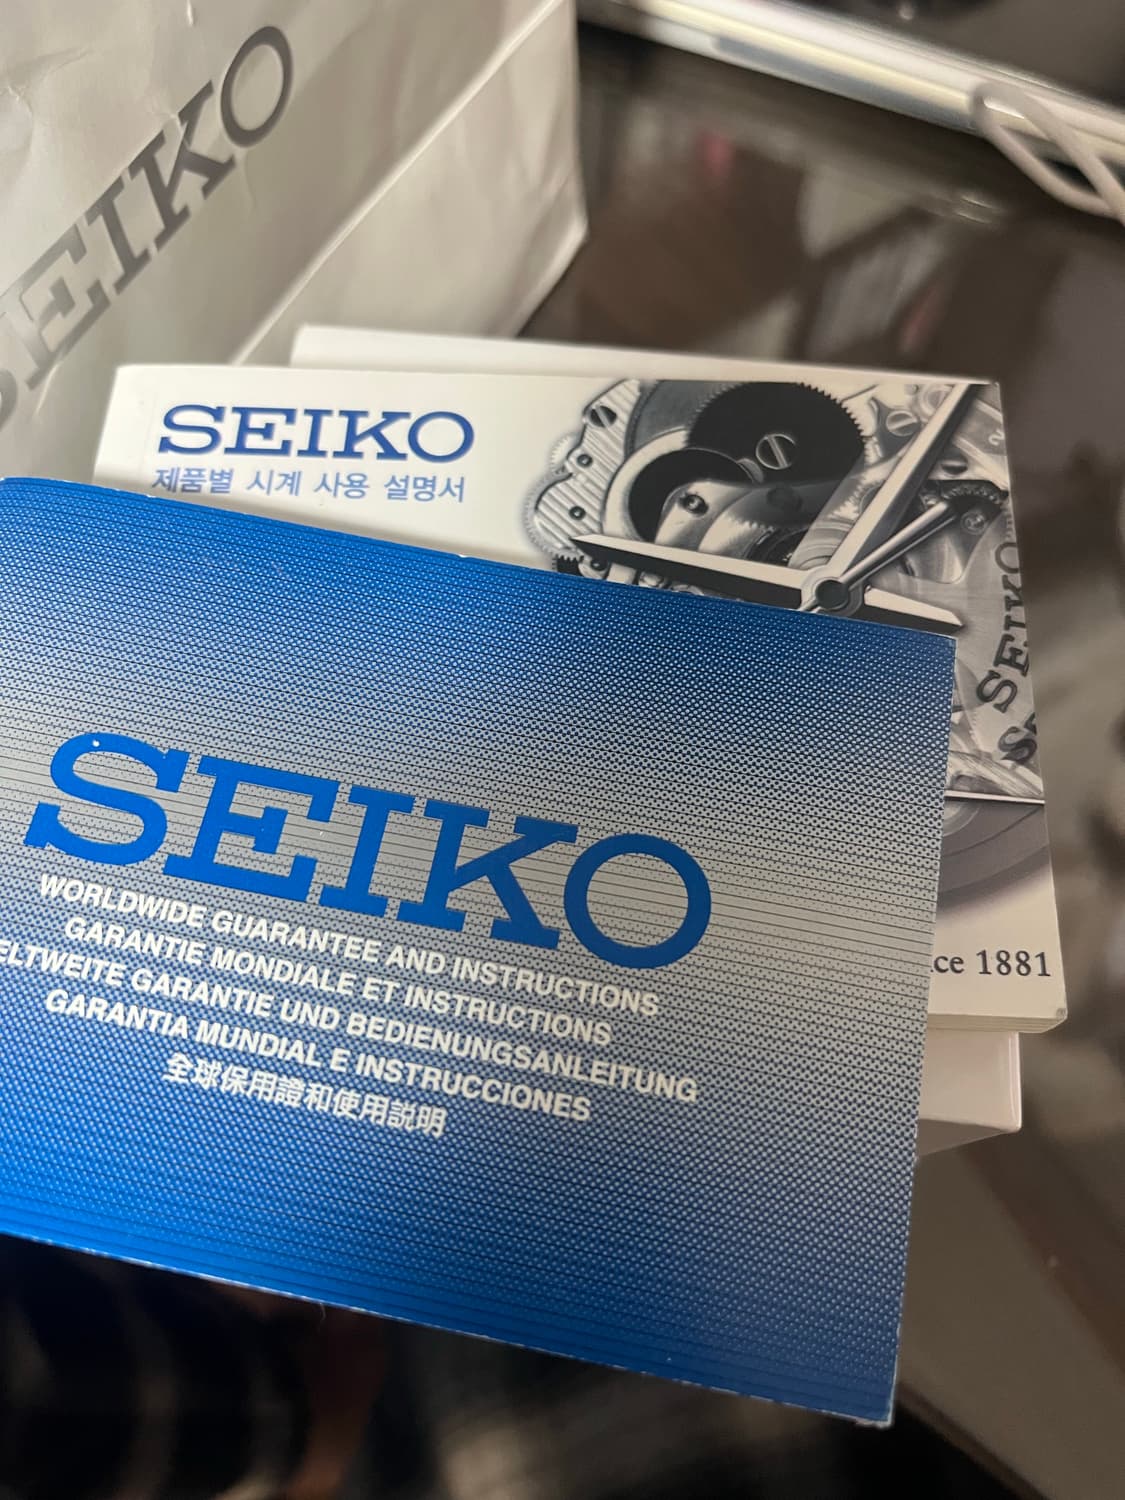 SEIKO
SEIKO
제품별 시계 사용 설명서
SEIKO
1881
SEIKO
WORLDWIDE GUARANTEE AND INSTRUCTIONS
GARANTIE MONDIALE ET INSTRUCTIONS
ELTWEITE GARANTIE UND BEDIENUNGSANLEITUNG
GARANTIA MUNDIAL E INSTRUCCIONES
全球保用證和使用説明